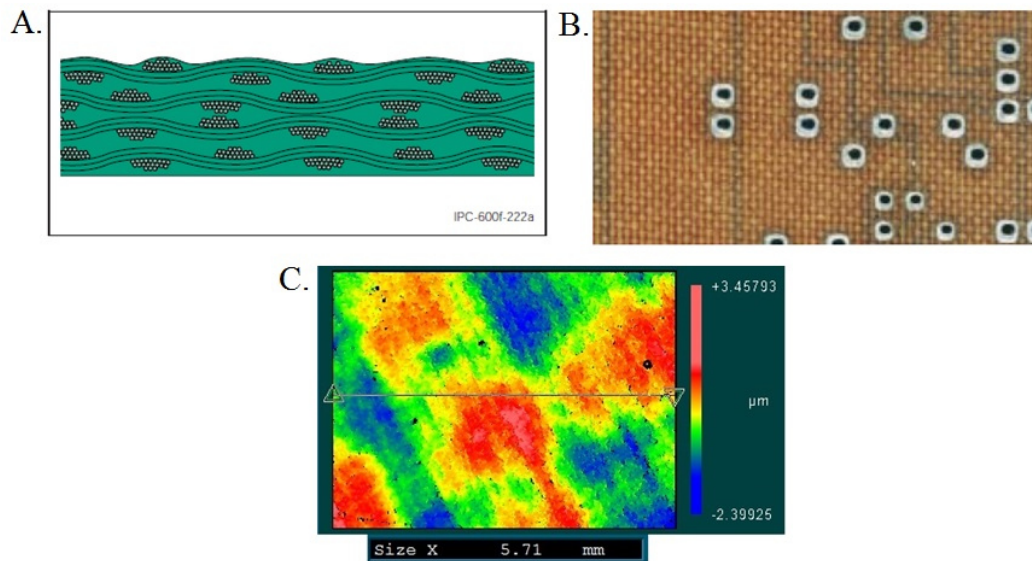 A.
B.
IPC-600f-222a
C.
+3.45793
µm
-2.39925
Size X 5.71 mm